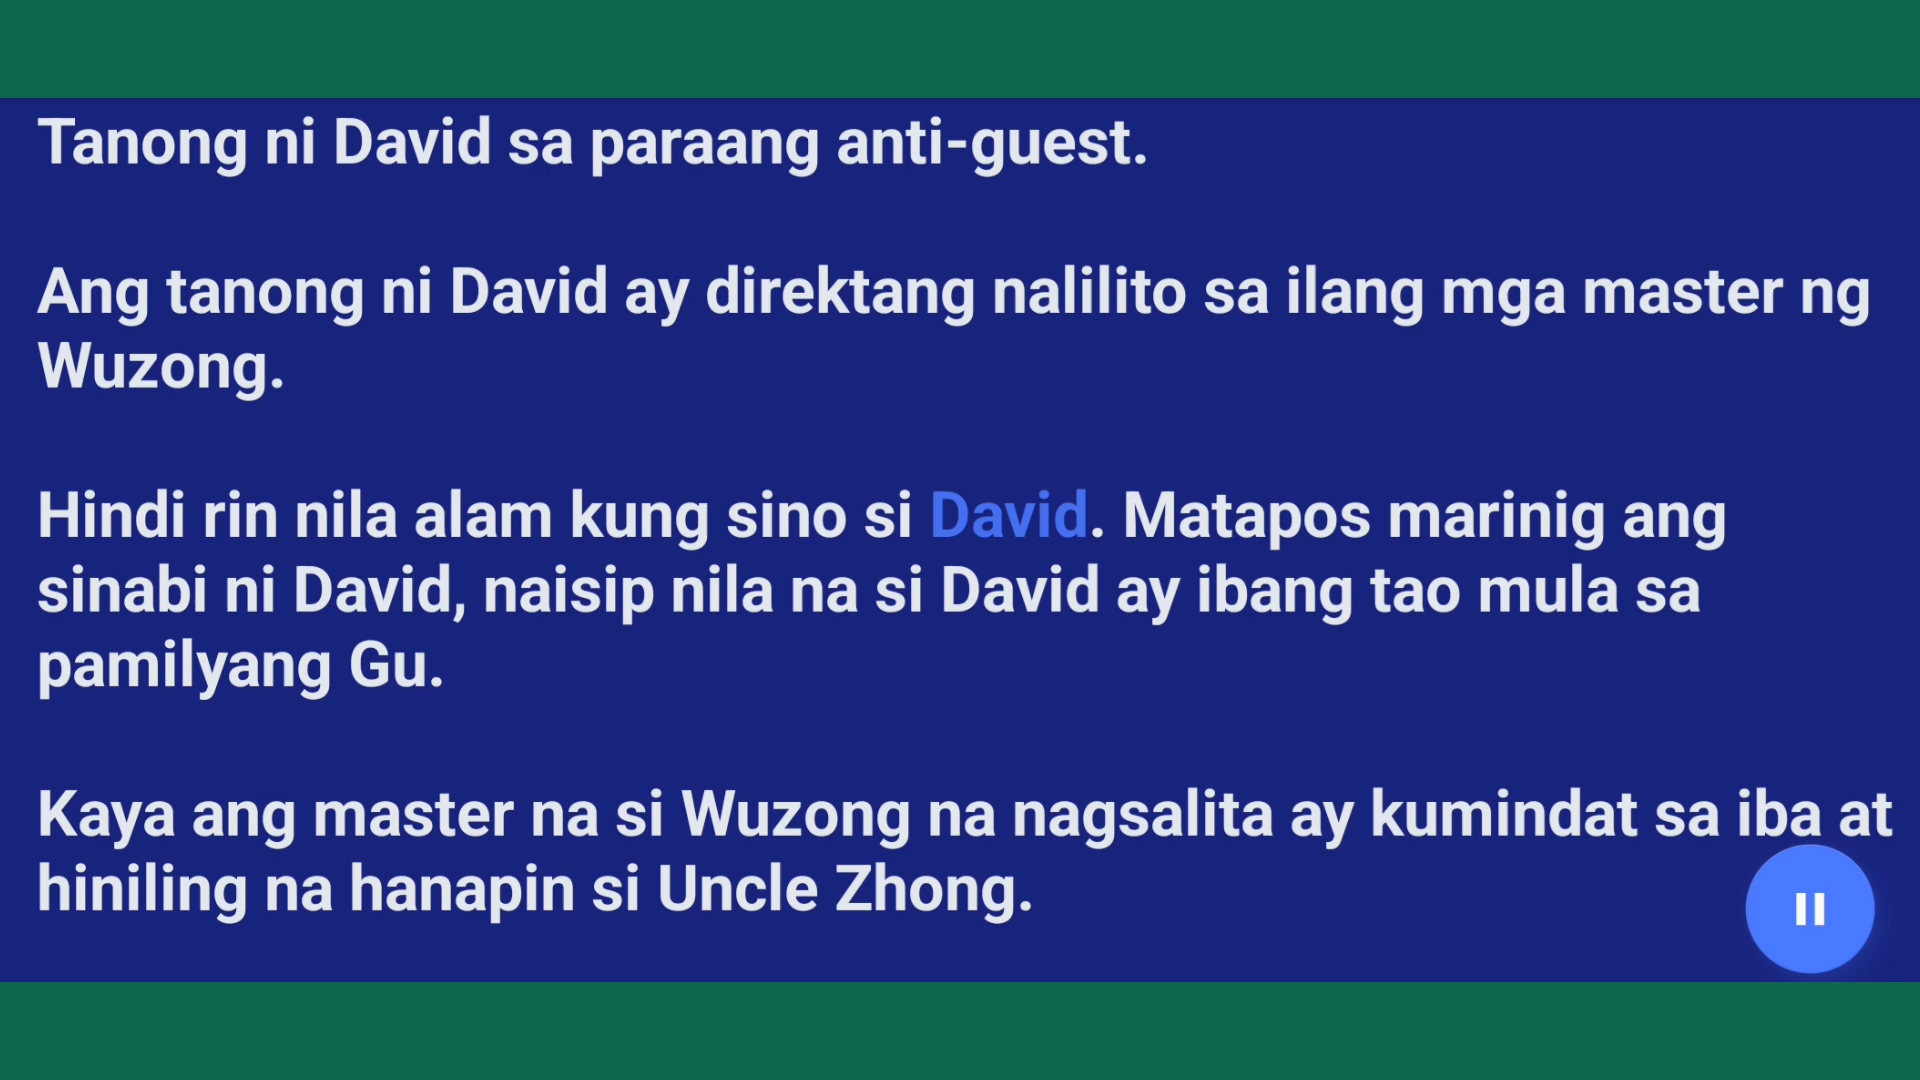 Tanong ni David sa paraang anti-guest.
Ang tanong ni David ay direktang nalilito sa ilang mga master ng
Wuzong.
Hindi rin nila alam kung sino si David. Matapos marinig ang
sinabi ni David, naisip nila na si David ay ibang tao mula sa
pamilyang Gu.
Kaya ang master na si Wuzong na nagsalita ay kumindat sa iba at
hiniling na hanapin si Uncle Zhong.